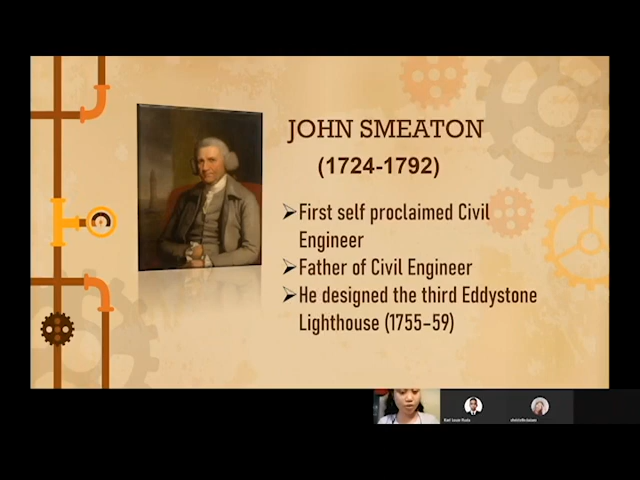 JOHN SMEATON
(1724-1792)
➢First self proclaimed Civil
Engineer
➢Father of Civil Engineer
➢He designed the third Eddystone
Lighthouse (1755–59)